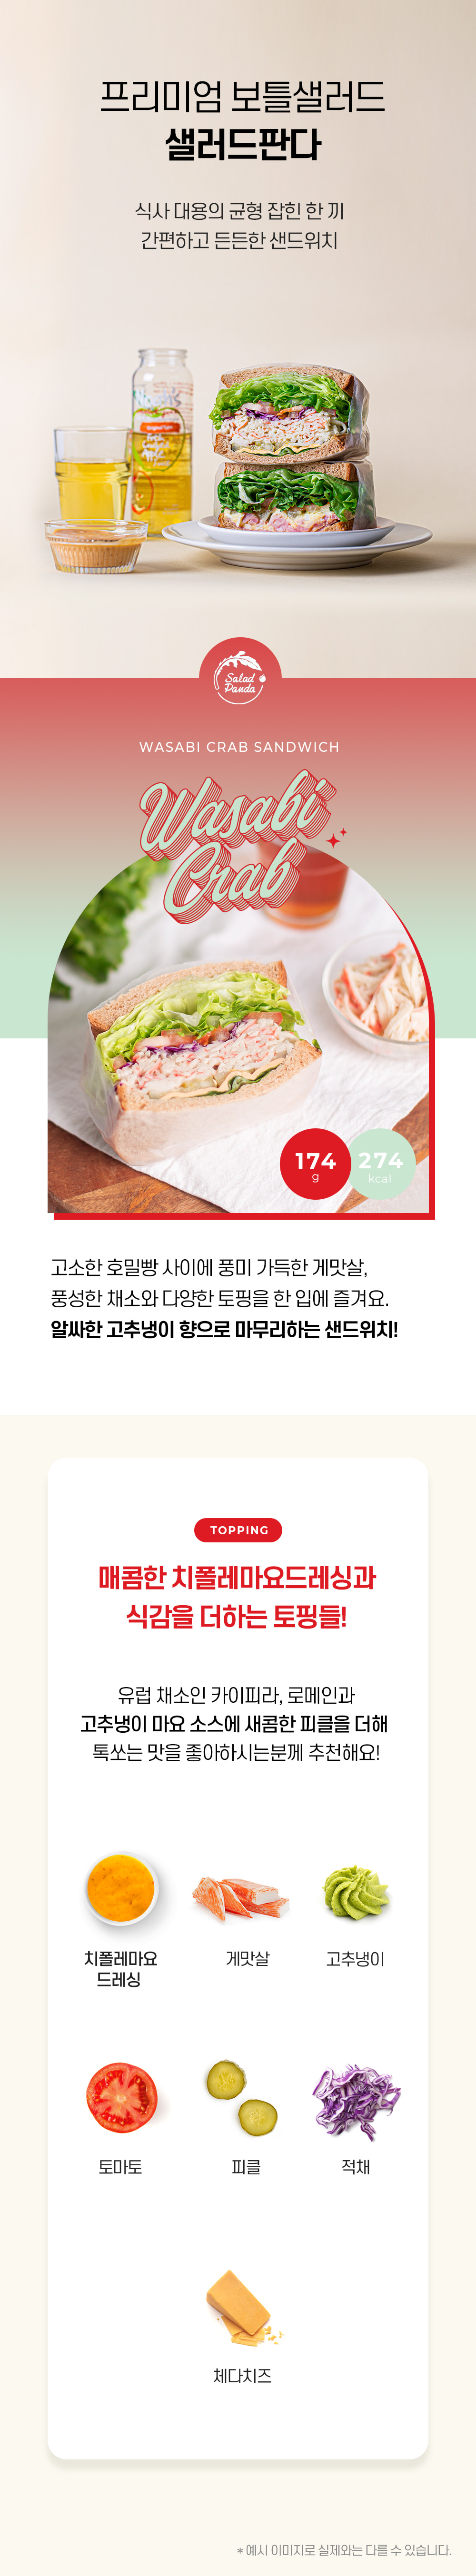 프리미엄 보틀샐러드
샐러드판다
식사 대용의 균형 잡힌 한 끼
간편하고 든든한 샌드위치
Salad
Panda
WASABI CRAB SANDWICH
Wasabi
Crab
174
g
274
kcal
고소한 호밀빵 사이에 풍미 가득한 게맛살,
풍성한 채소와 다양한 토핑을 한 입에 즐겨요.
알싸한 고추냉이 향으로 마무리하는 샌드위치!
TOPPING
매콤한 치폴레마요드레싱과
식감을 더하는 토핑들!
유럽 채소인 카이피라, 로메인과
고추냉이 마요 소스에 새콤한 피클을 더해
톡쏘는 맛을 좋아하시는분께 추천해요!
치폴레마요
드레싱
게맛살
고추냉이
토마토
피클
적채
체다치즈
* 예시 이미지로 실제와는 다를 수 있습니다.